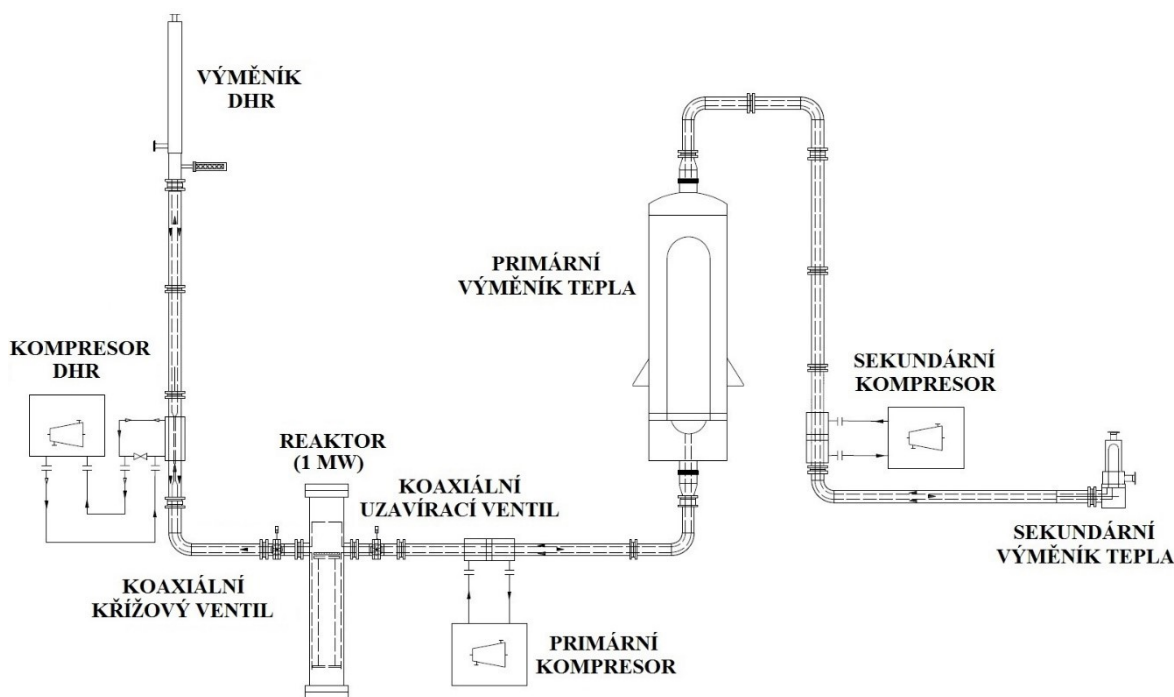 VÝMĚNÍK
DHR
PRIMÁRNÍ
VÝMĚNÍK TEPLA
KOMPRESOR
DHR
SEKUNDÁRNÍ
KOMPRESOR
REAKTOR
(1 MW)
KOAXIÁLNÍ
UZAVÍRACÍ VENTIL
SEKUNDÁRNÍ
VÝMĚNÍK TEPLA
KOAXIÁLNÍ
KŘÍŽOVÝ VENTIL
PRIMÁRNÍ
KOMPRESOR